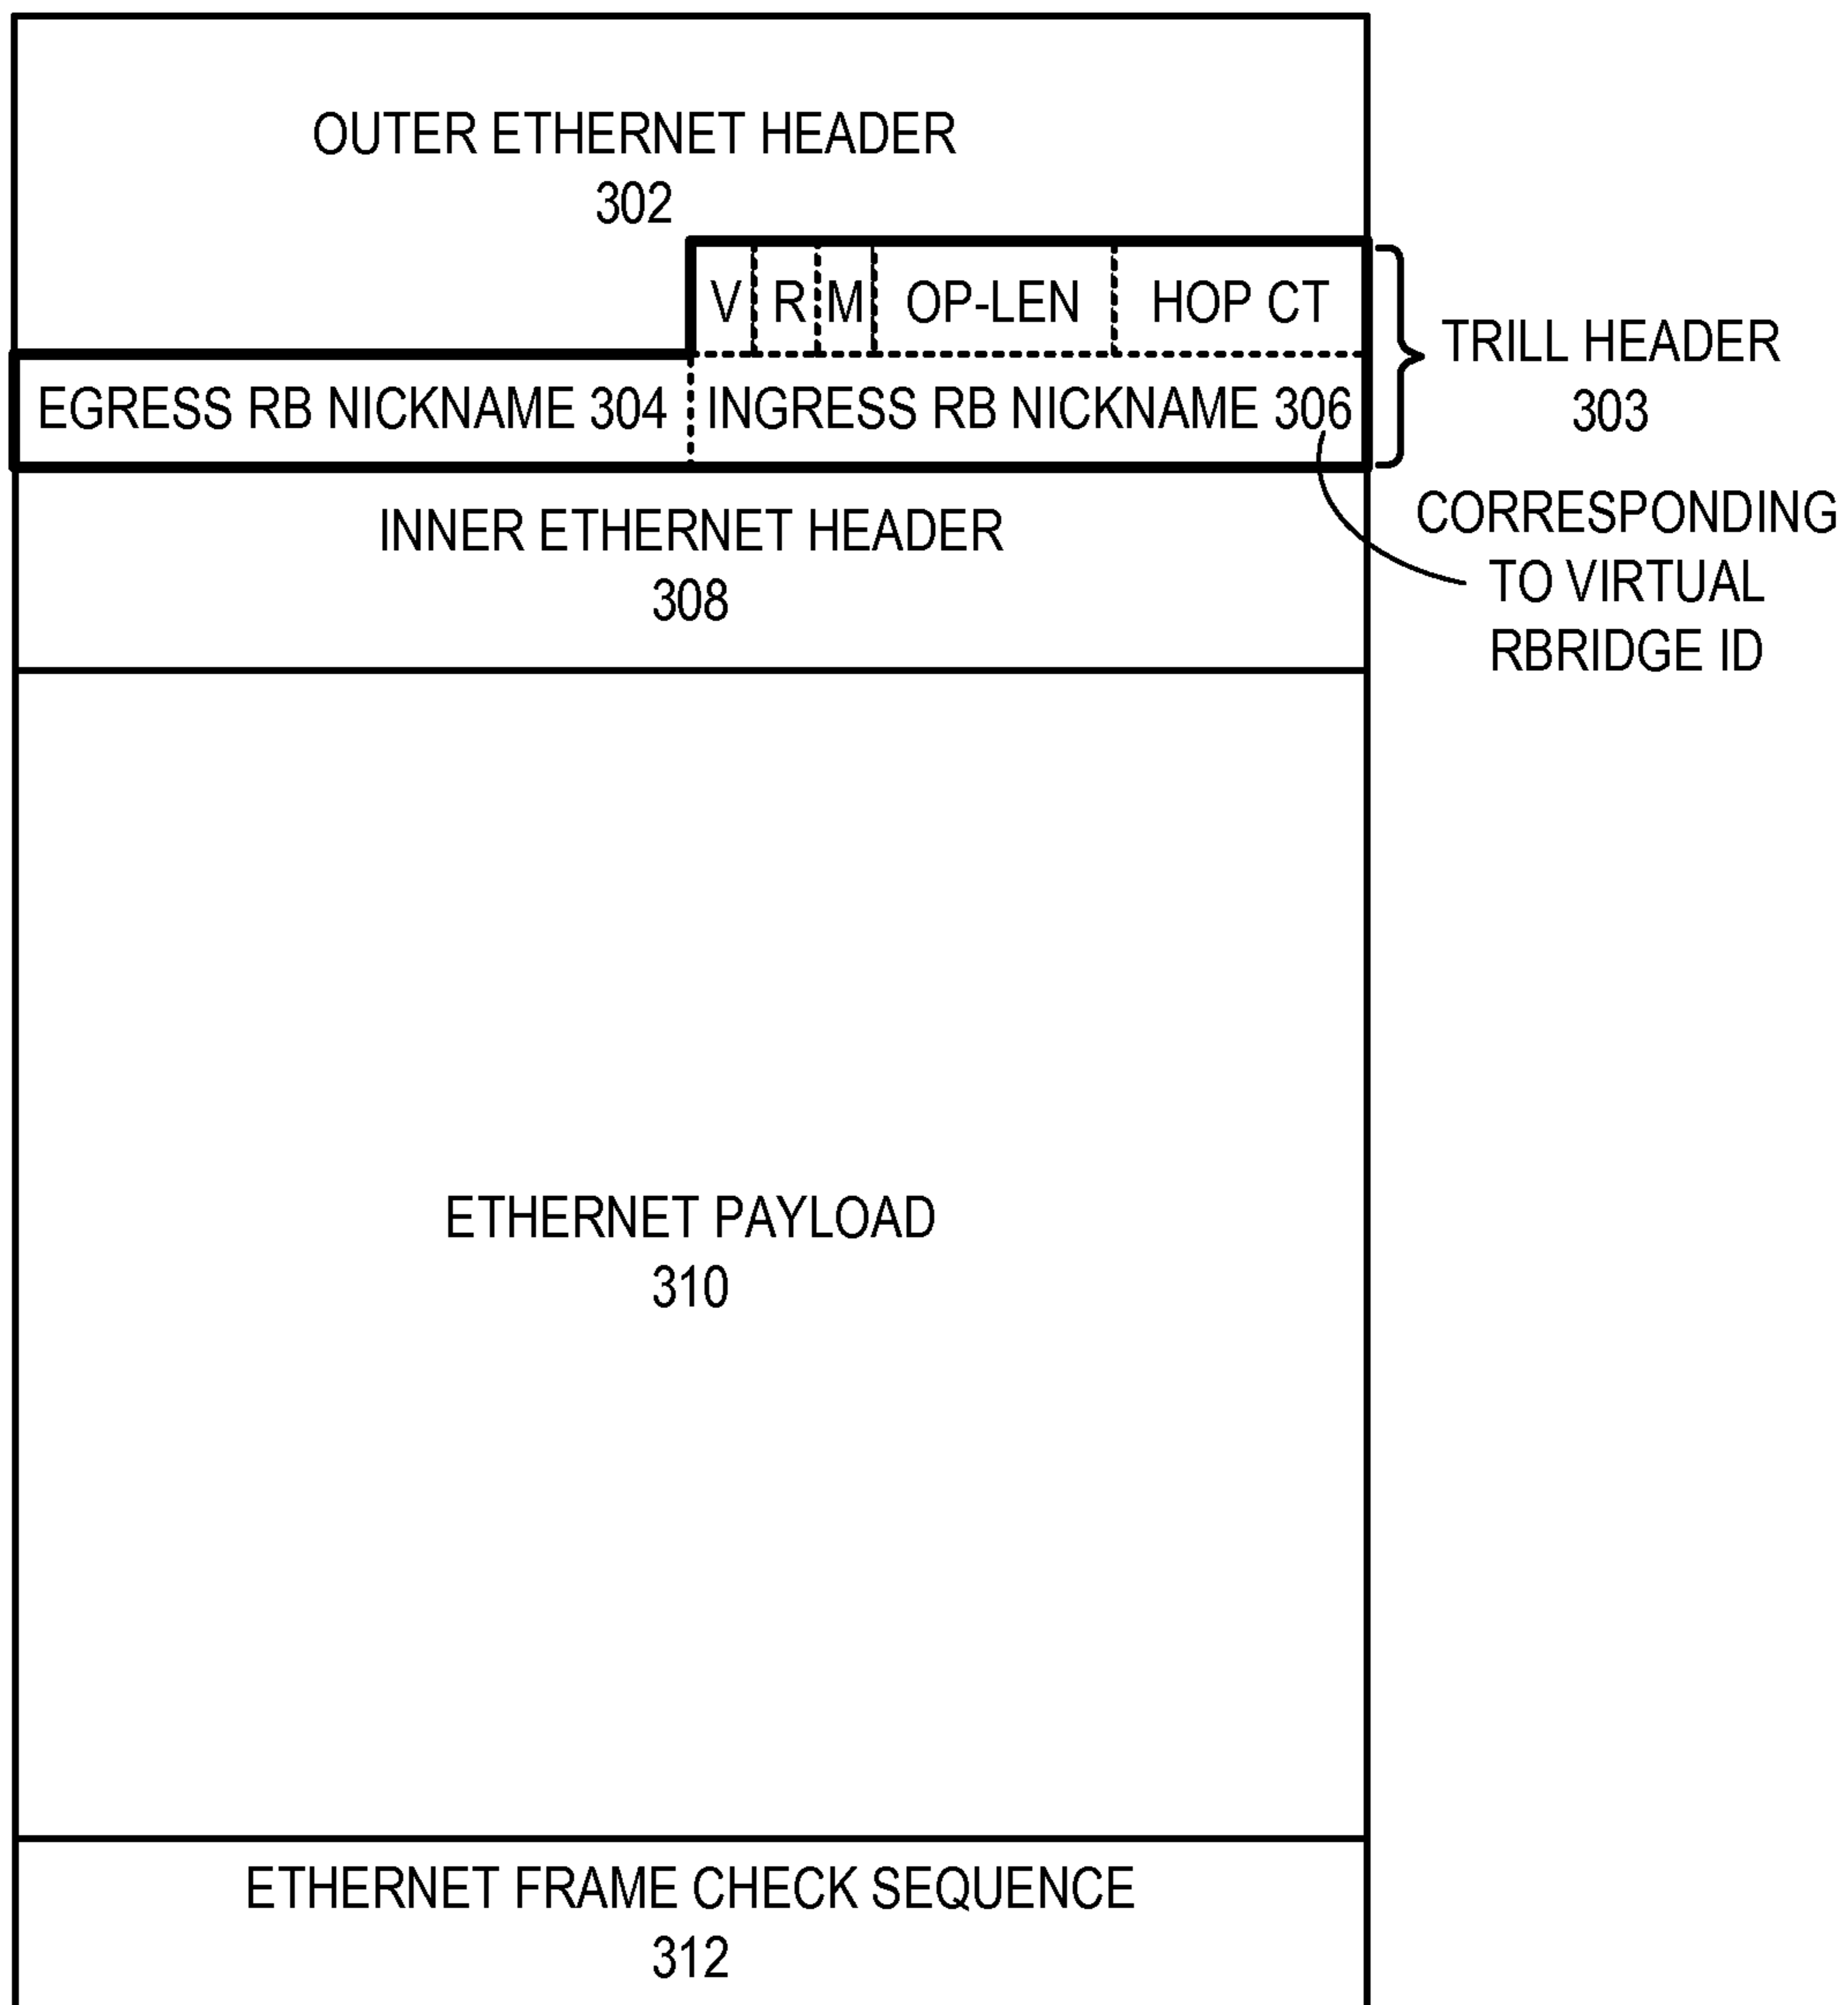 OUTER ETHERNET HEADER
302
V R M OP-LEN HOP CT
EGRESS RB NICKNAME 304 INGRESS RB NICKNAME 306
TRILL HEADER
303
CORRESPONDING
TO VIRTUAL
RBRIDGE ID
INNER ETHERNET HEADER
308
ETHERNET PAYLOAD
310
ETHERNET FRAME CHECK SEQUENCE
312